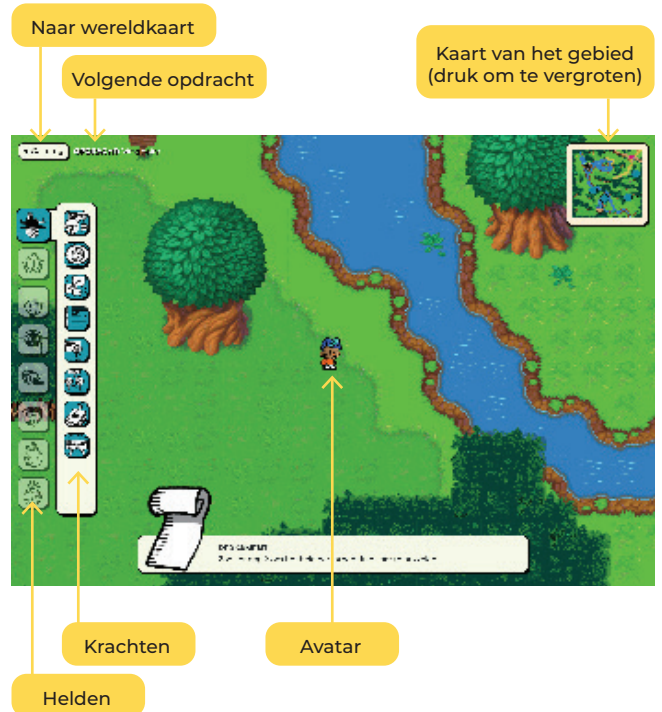 Naar wereldkaart
Volgende opdracht
Kaart van het gebied
(druk om te vergroten)
Krachten
Avatar
Helden